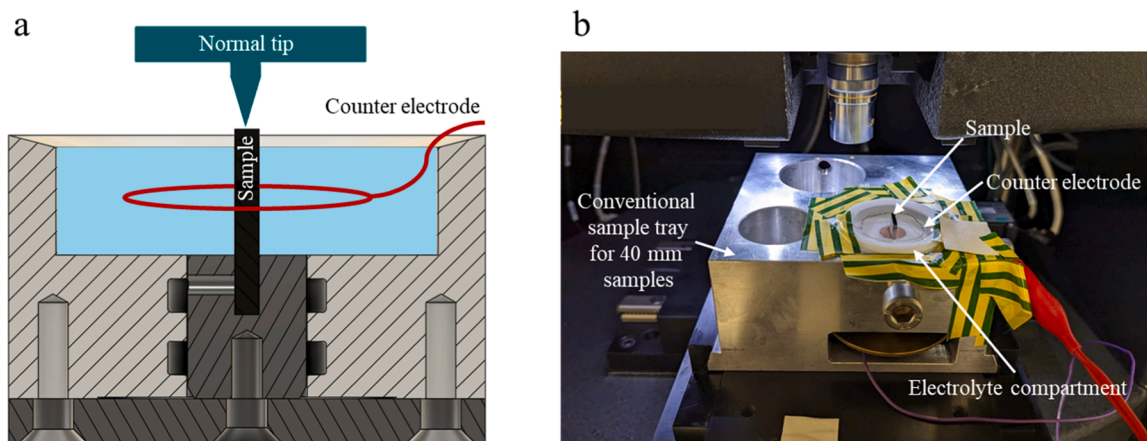 a
Normal tip
Counter electrode
Sample
b
Sample
Counter electrode
Conventional
sample tray
for 40 mm
samples
Electrolyte compartment